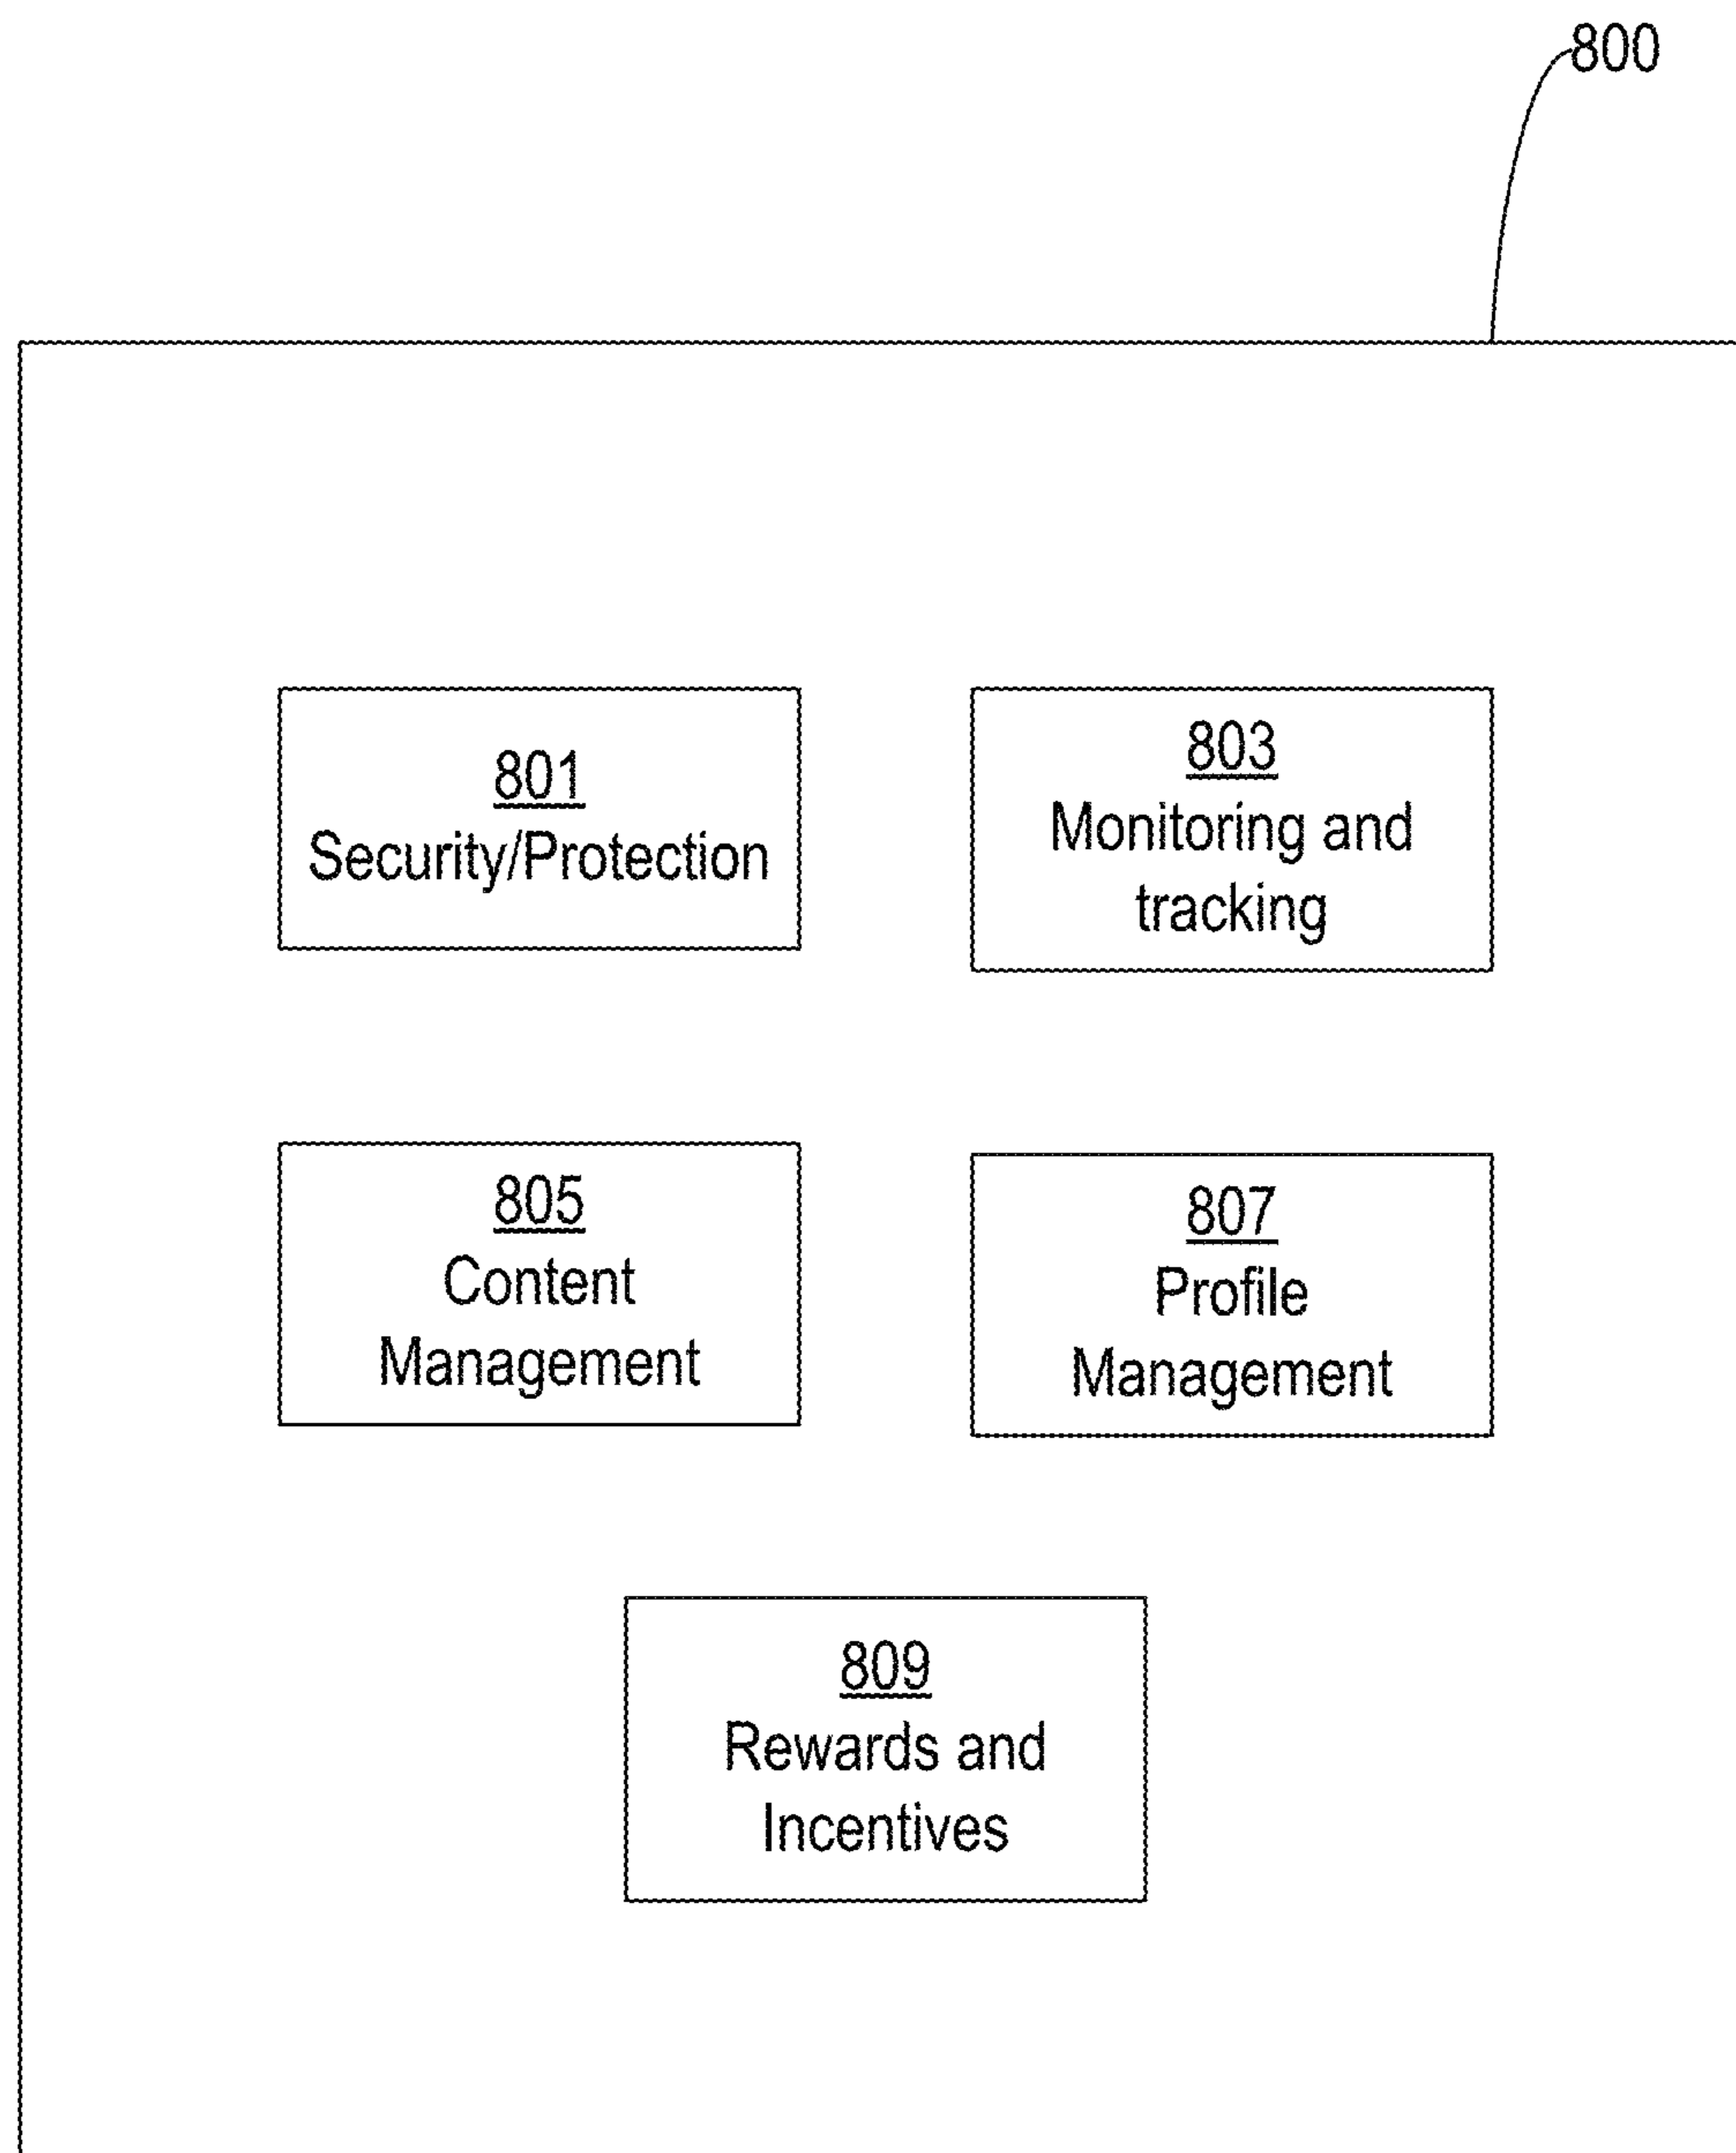 800
801
Security/Protection
803
Monitoring and
tracking
805
Content
Management
807
Profile
Management
809
Rewards and
Incentives